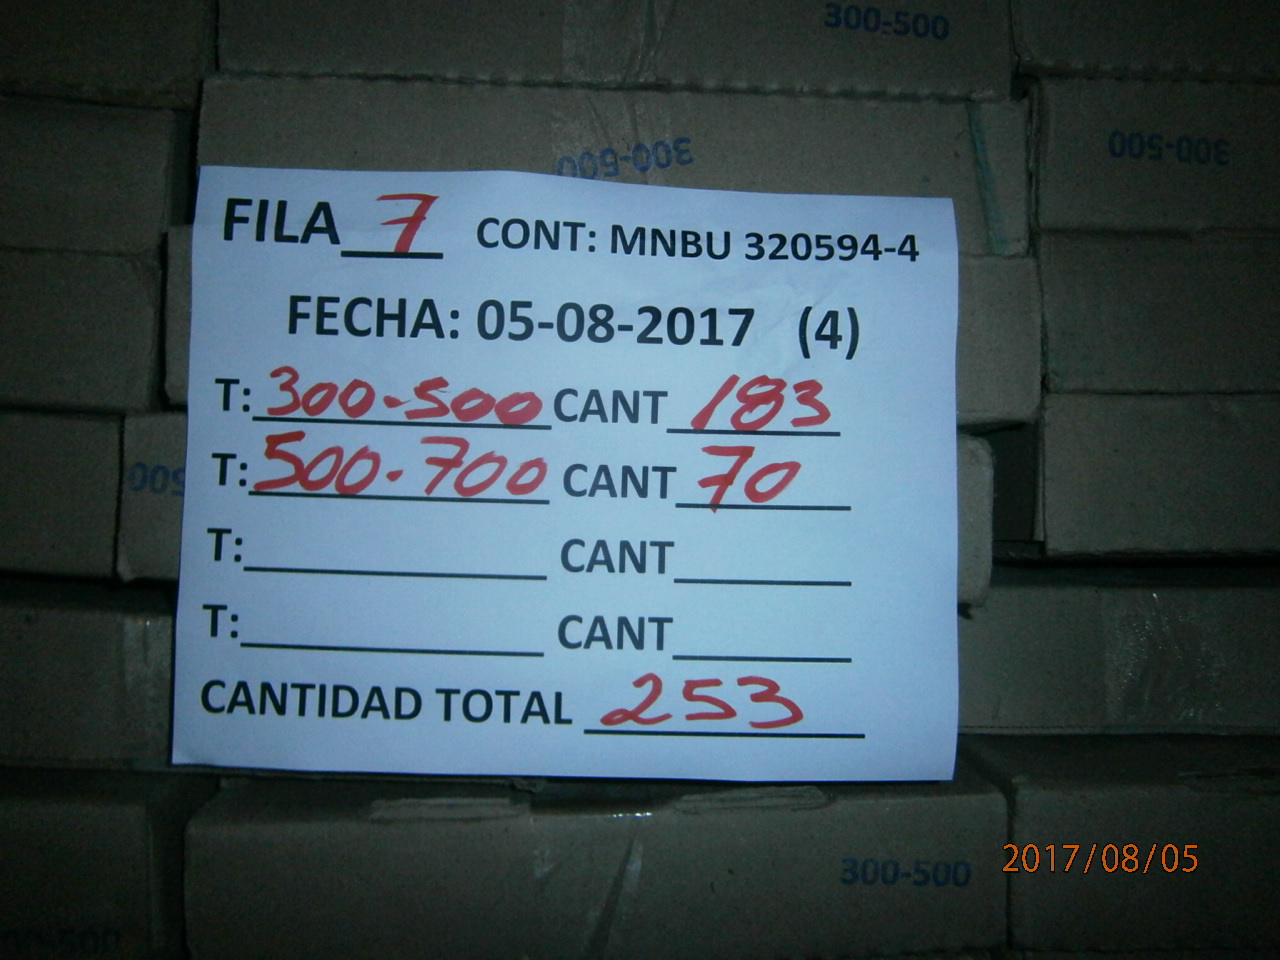 300-500
300-500
300-500
FILA 7 CONT: MNBU 320594-4
FECHA: 05-08-2017 (4)
T: 300-500 CANT 183
T: 500-700 CANT 70
500
T: CANT
T: CANT
CANTIDAD TOTAL 253
300-500
2017/08/05